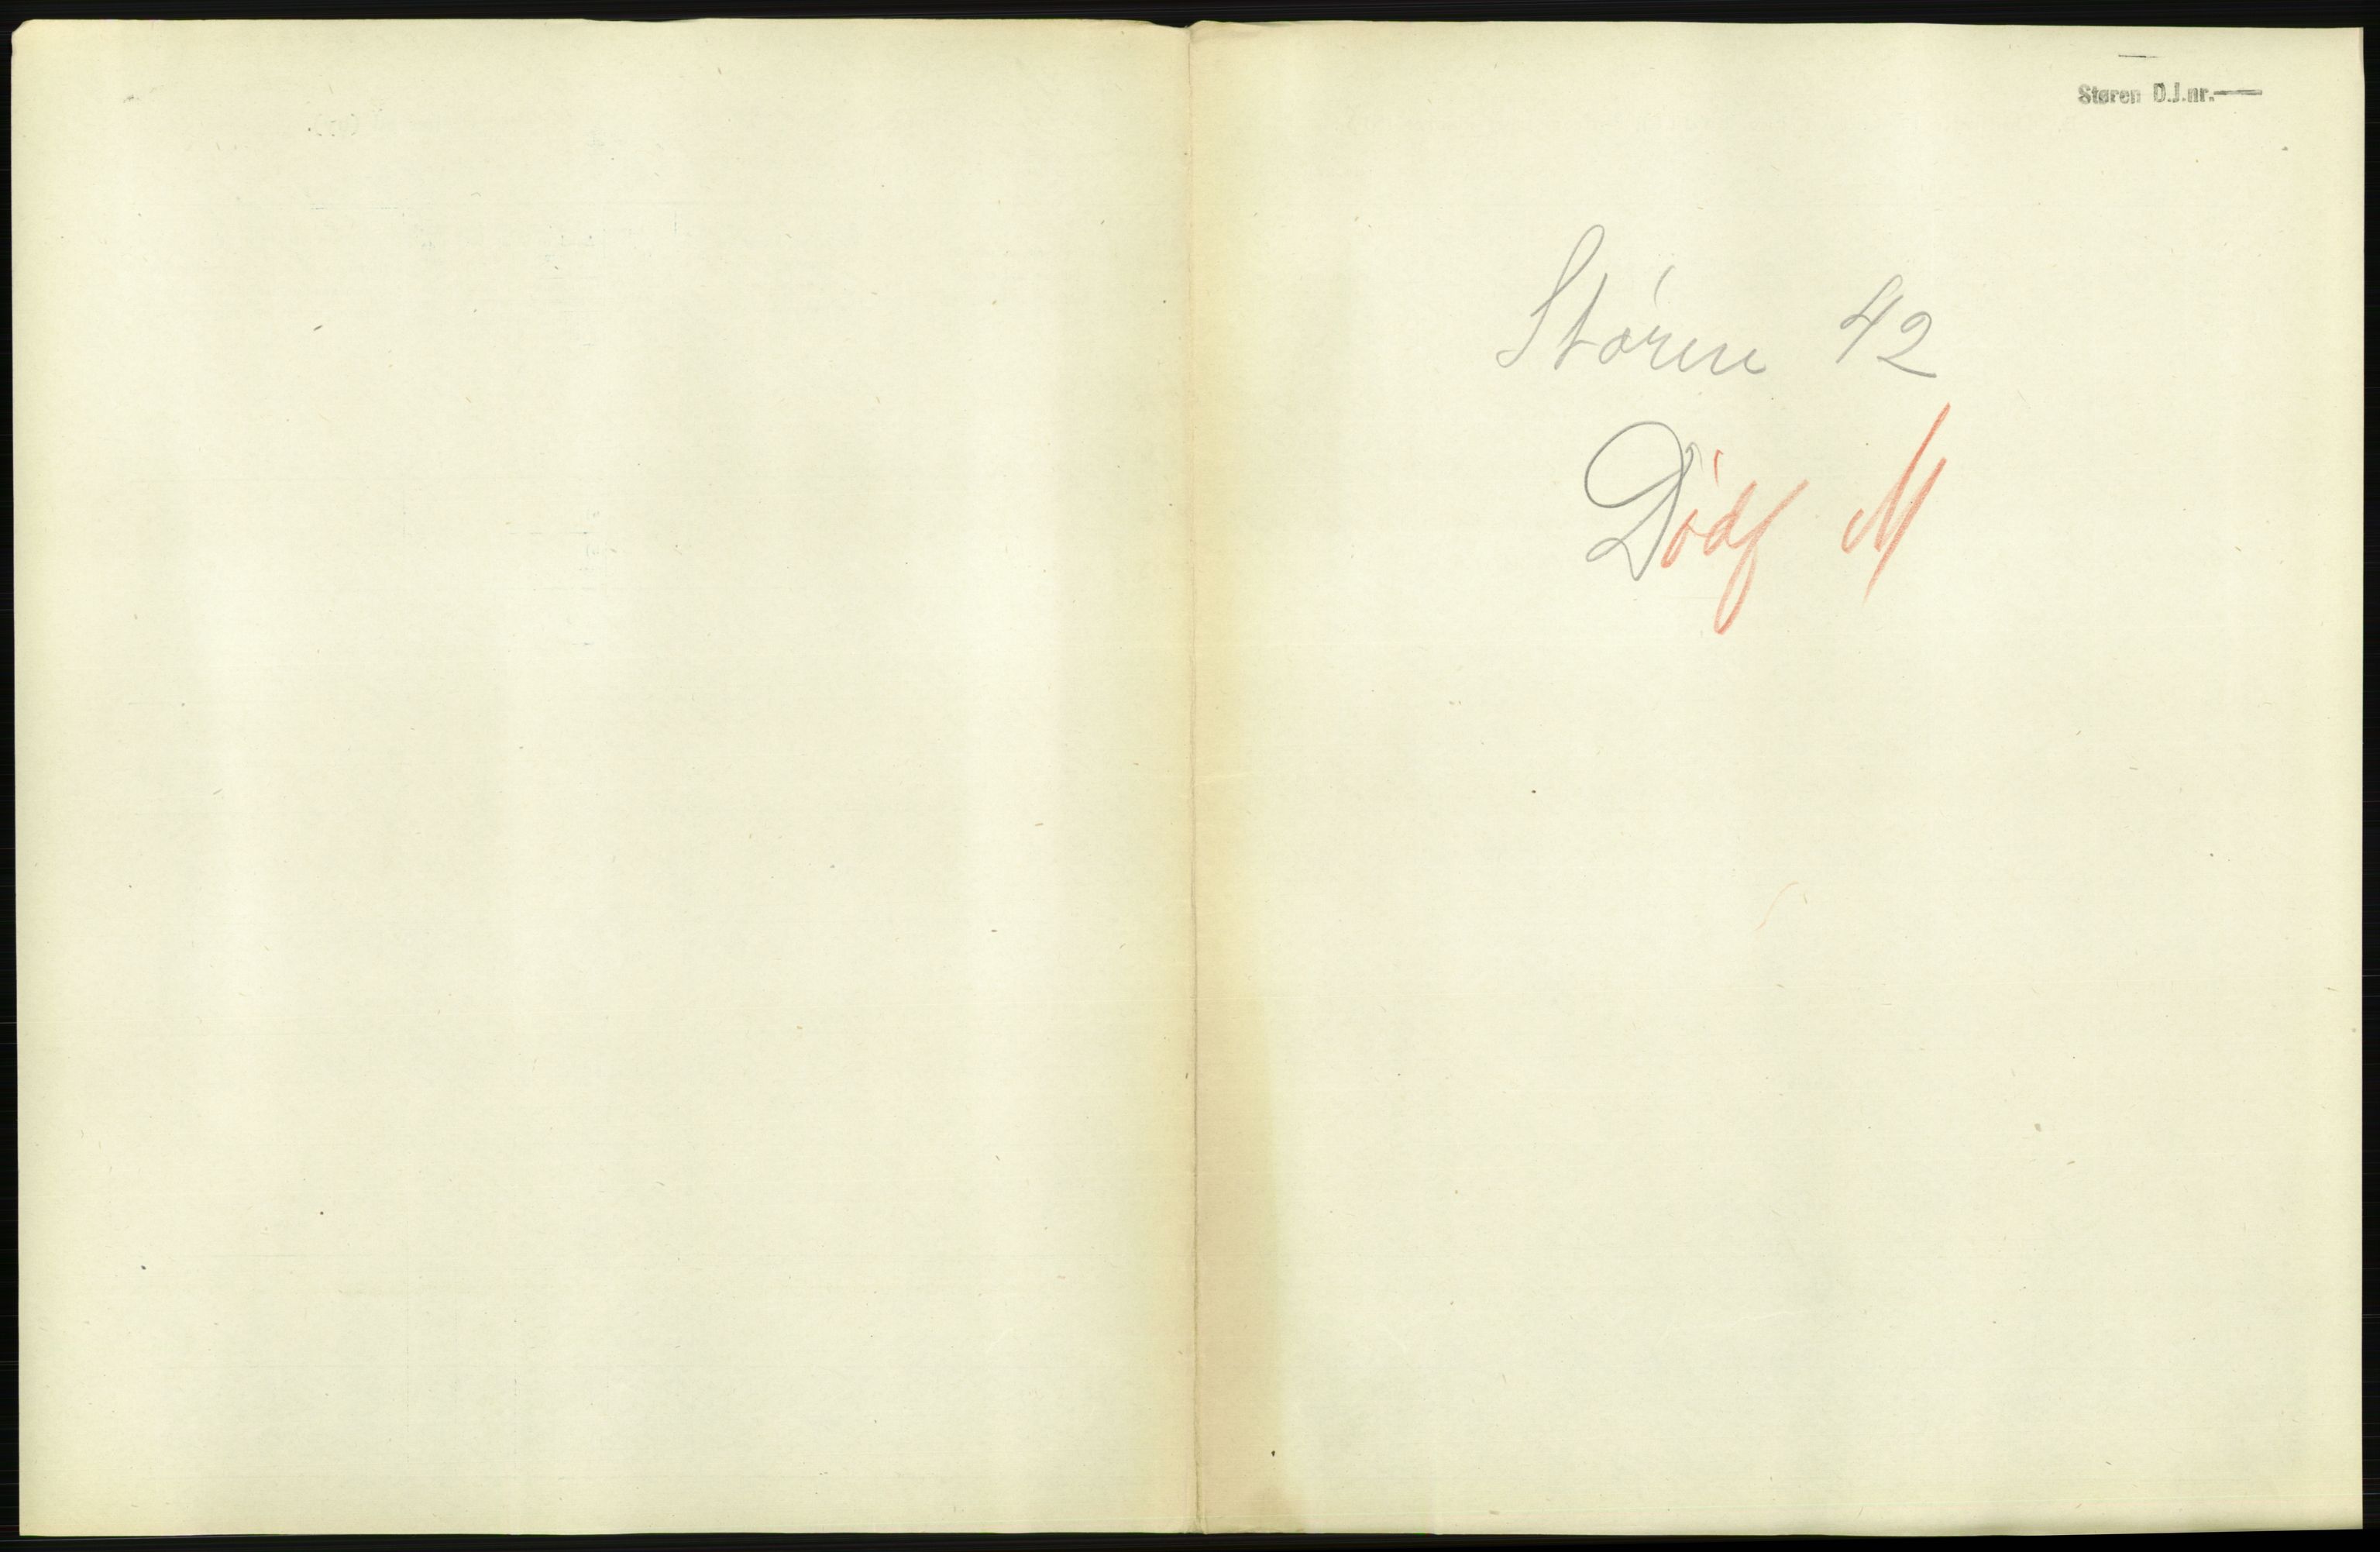 Støren D.J.nr.—
Støren 42
Dødf M